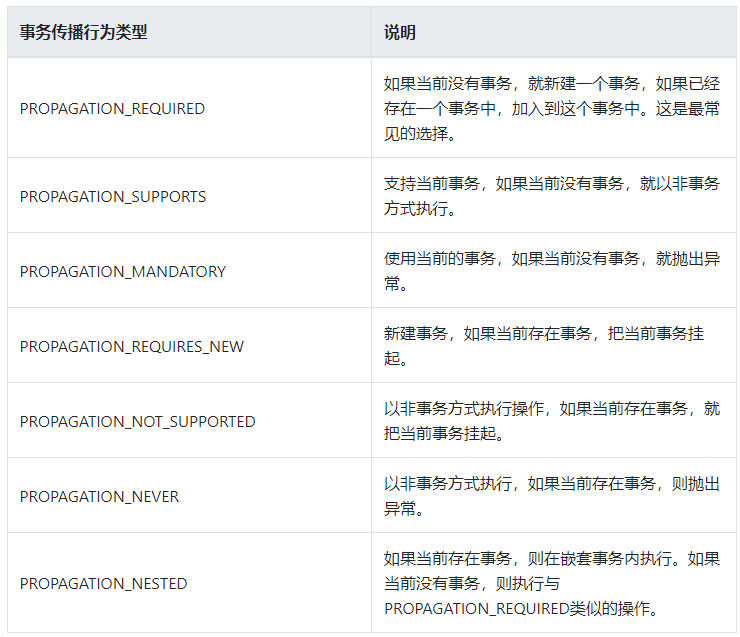 事务传播行为类型
说明
PROPAGATION_REQUIRED
如果当前没有事务，就新建一个事务，如果已经
存在一个事务中，加入到这个事务中。这是最常
见的选择。
PROPAGATION_SUPPORTS
支持当前事务，如果当前没有事务，就以非事务
方式执行。
PROPAGATION_MANDATORY
使用当前的事务，如果当前没有事务，就抛出异
常。
PROPAGATION_REQUIRES_NEW
新建事务，如果当前存在事务，把当前事务挂
起。
PROPAGATION_NOT_SUPPORTED
以非事务方式执行操作，如果当前存在事务，就
把当前事务挂起。
PROPAGATION_NEVER
以非事务方式执行，如果当前存在事务，则抛出
异常。
PROPAGATION_NESTED
如果当前存在事务，则在嵌套事务内执行。如果
当前没有事务，则执行与
PROPAGATION_REQUIRED类似的操作。